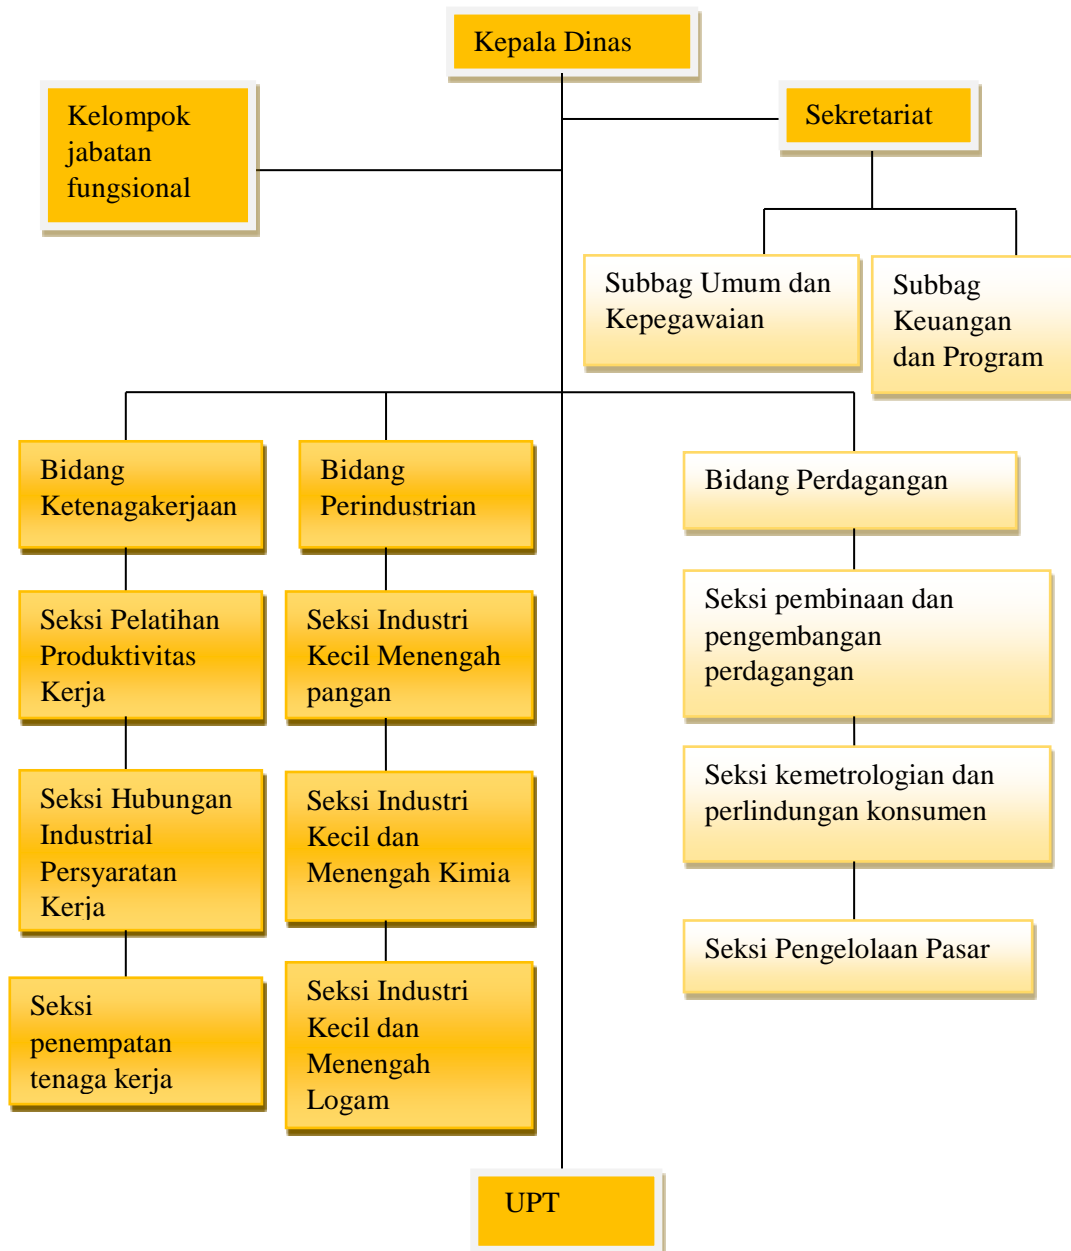 Kepala Dinas
Kelompok
jabatan
fungsional
Sekretariat
Subbag Umum dan
Kepegawaian
Subbag
Keuangan
dan Program
Bidang
Ketenagakerjaan
Bidang
Perindustrian
Bidang Perdagangan
Seksi Pelatihan
Produktivitas
Kerja
Seksi Industri
Kecil Menengah
pangan
Seksi pembinaan dan
pengembangan
perdagangan
Seksi Hubungan
Industrial
Persyaratan
Kerja
Seksi Industri
Kecil dan
Menengah Kimia
Seksi kemetrologian dan
perlindungan konsumen
Seksi
penempatan
tenaga kerja
Seksi Industri
Kecil dan
Menengah
Logam
Seksi Pengelolaan Pasar
UPT